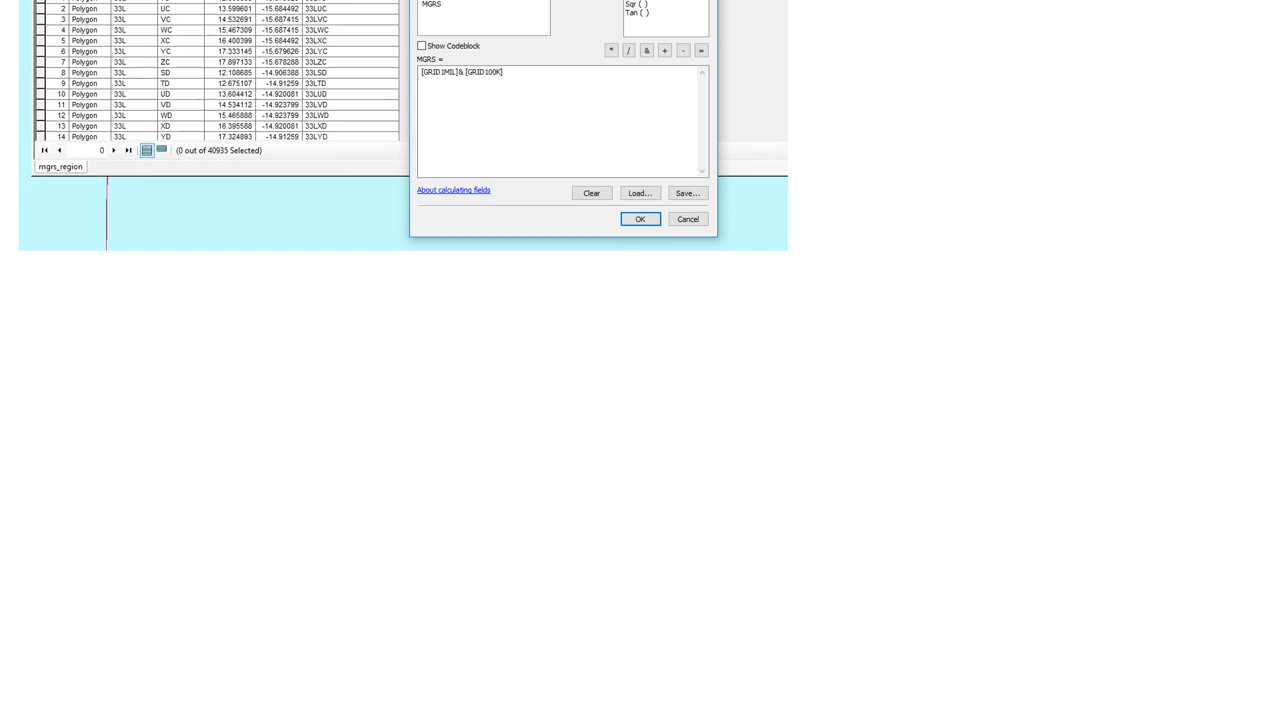 2 Polygon 33L UC 13.599601 -15.684492 33LUC
3 Polygon 33L VC 14.532691 -15.687415 33LVC
4 Polygon 33L WC 15.467309 -15.687415 33LWC
5 Polygon 33L XC 16.400399 -15.684492 33LXC
6 Polygon 33L YC 17.333145 -15.679626 33LYC
7 Polygon 33L ZC 17.897133 -15.678288 33LZC
8 Polygon 33L SD 12.108685 -14.906388 33LSD
9 Polygon 33L TD 12.675107 -14.91259 33LTD
10 Polygon 33L UD 13.604412 -14.920081 33LUD
11 Polygon 33L VD 14.534112 -14.923799 33LVD
12 Polygon 33L WD 15.465888 -14.923799 33LWD
13 Polygon 33L XD 16.395588 -14.920081 33LXD
14 Polygon 33L YD 17.324893 -14.91259 33LYD
0 (0 out of 40935 Selected)
mgrs_region
MGRS
Sqr ( )
Tan ( )
Show Codeblock
* / & + - =
MGRS =
[GRID1MIL]& [GRID100K]
About calculating fields
Clear Load... Save...
OK Cancel